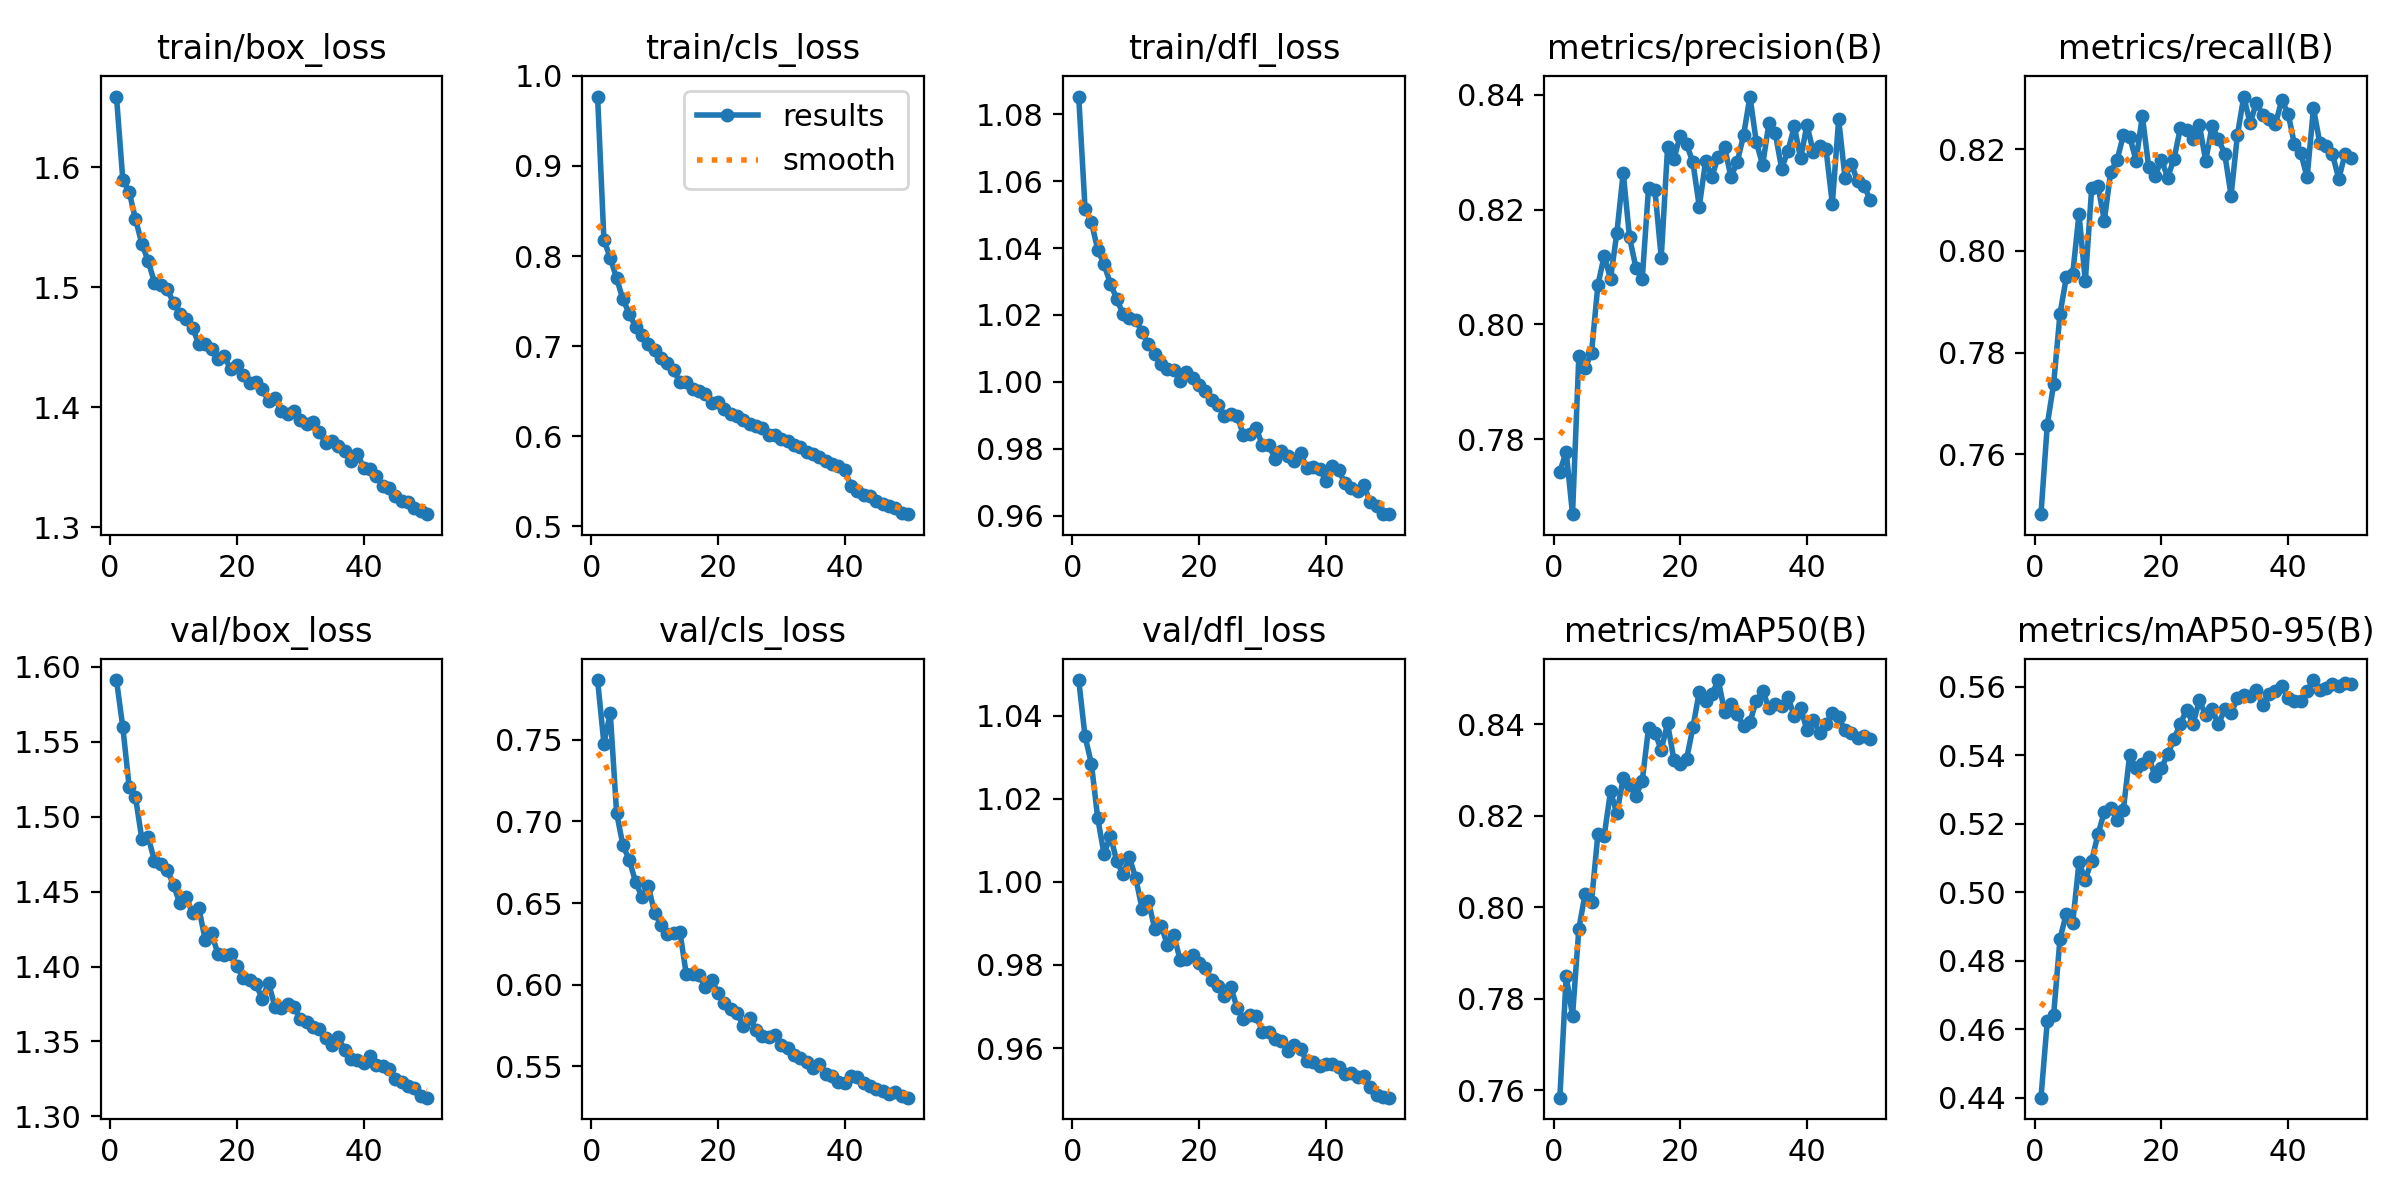 train/box_loss
1.6
1.5
1.4
1.3
0 20 40
train/cls_loss
1.0
0.9
0.8
0.7
0.6
0.5
0 20 40
results
smooth
train/dfl_loss
1.08
1.06
1.04
1.02
1.00
0.98
0.96
0 20 40
metrics/precision(B)
0.84
0.82
0.80
0.78
0 20 40
metrics/recall(B)
0.82
0.80
0.78
0.76
0 20 40
val/box_loss
1.60
1.55
1.50
1.45
1.40
1.35
1.30
0 20 40
val/cls_loss
0.75
0.70
0.65
0.60
0.55
0 20 40
val/dfl_loss
1.04
1.02
1.00
0.98
0.96
0 20 40
metrics/mAP50(B)
0.84
0.82
0.80
0.78
0.76
0 20 40
metrics/mAP50-95(B)
0.56
0.54
0.52
0.50
0.48
0.46
0.44
0 20 40